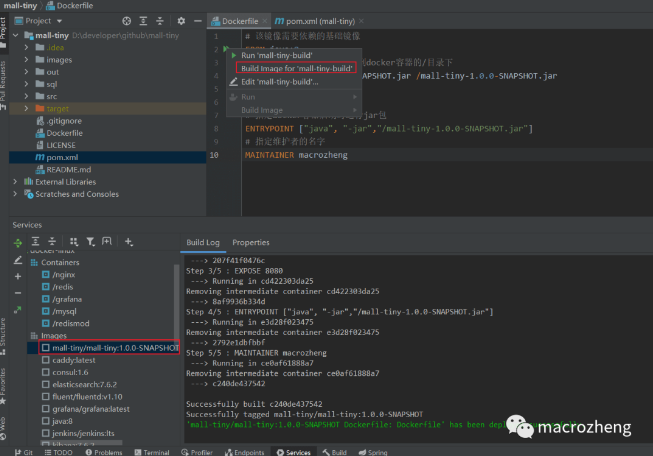 mall-tiny
Dockerfile
Project
mall-tiny D:\developer\github\mall-tiny
.idea
images
out
sql
src
target
.gitignore
Dockerfile
LICENSE
pom.xml
README.md
External Libraries
Scratches and Consoles
Project
Pull Requests
Dockerfile
pom.xml (mall-tiny)
1 # 该镜像需要依赖的基础镜像
2
Run 'mall-tiny-build'
Build Image for 'mall-tiny-build'
docker容器的/目录下
Edit 'mall-tiny-build'...
SNAPSHOT.jar /mall-tiny-1.0.0-SNAPSHOT.jar
Run
Build Image
jar包
8 ENTRYPOINT ["java", "-jar","/mall-tiny-1.0.0-SNAPSHOT.jar"]
9 # 指定维护者的名字
10 MAINTAINER macrozheng
Services
Containers
/nginx
/redis
/grafana
/mysql
/redismod
Images
mall-tiny/mall-tiny:1.0.0-SNAPSHOT
caddy:latest
consul:1.6
elasticsearch:7.6.2
fluent/fluentd:v1.10
grafana/grafana:latest
java:8
jenkins/jenkins:lts
Structure
Favorites
Web
Build Log Properties
---> 207f41f0476c
Step 3/5 : EXPOSE 8080
---> Running in cd422303da25
Removing intermediate container cd422303da25
---> 8af9936b334d
Step 4/5 : ENTRYPOINT ["java", "-jar","/mall-tiny-1.0.0-SNAPSHOT.jar"]
---> Running in e3d28f023475
Removing intermediate container e3d28f023475
---> 2792e1dbfbbf
Step 5/5 : MAINTAINER macrozheng
---> Running in ce0af61888a7
Removing intermediate container ce0af61888a7
---> c240de437542
Successfully built c240de437542
Successfully tagged mall-tiny/mall-tiny:1.0.0-SNAPSHOT
'mall-tiny/mall-tiny:1.0.0-SNAPSHOT Dockerfile: Dockerfile' has been
macrozheng
Git TODO Problems Terminal Profiler Endpoints Services Build Spring